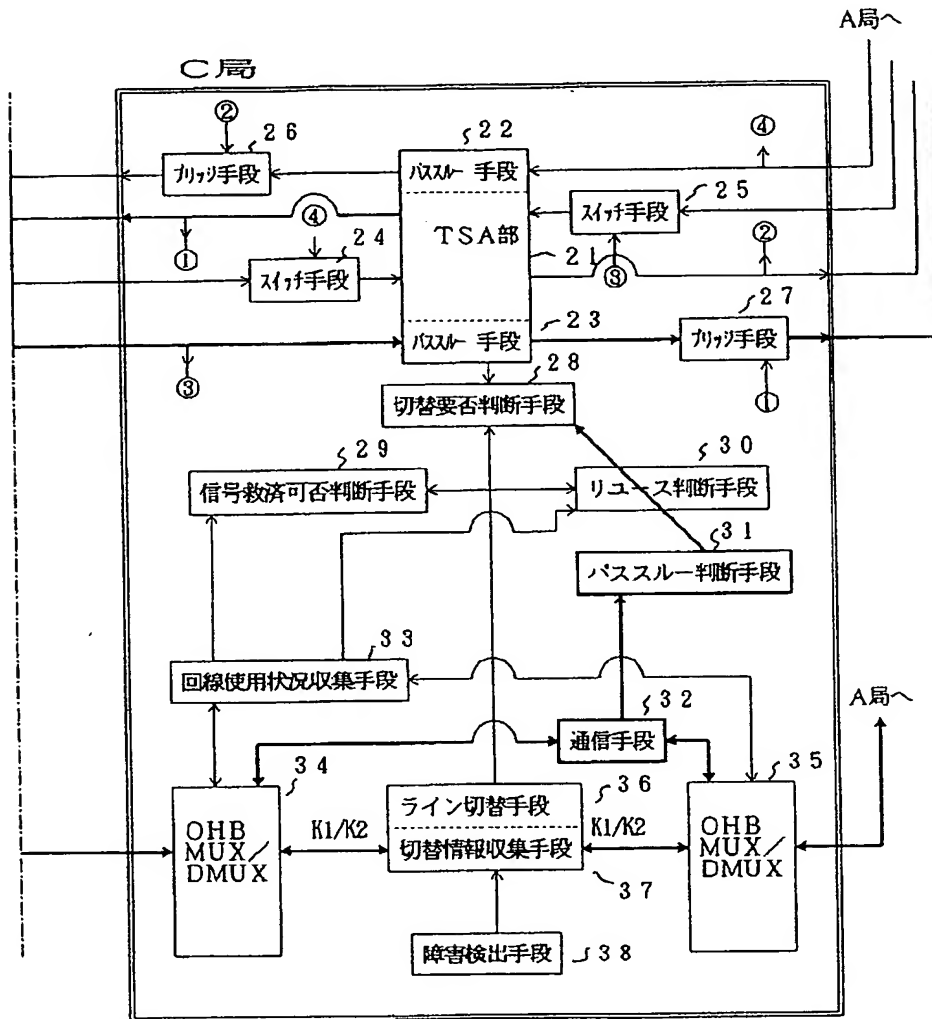 A局へ
C局
② 26 22 ④
ブリッジ手段 パススルー 手段 25
④ スイッチ手段 ②
① 24 TSA部 21
スイッチ手段 ③ 27
23
パススルー 手段 ブリッジ手段
③ 28 ①
切替要否判断手段
29 30
信号救済可否判断手段 リユース判断手段
31
パススルー判断手段
33
回線使用状況収集手段 32 A局へ
通信手段
34 35
ライン切替手段 36
OHB MUX/DMUX K1/K2 K1/K2 OHB MUX/DMUX
切替情報収集手段
37
障害検出手段 38